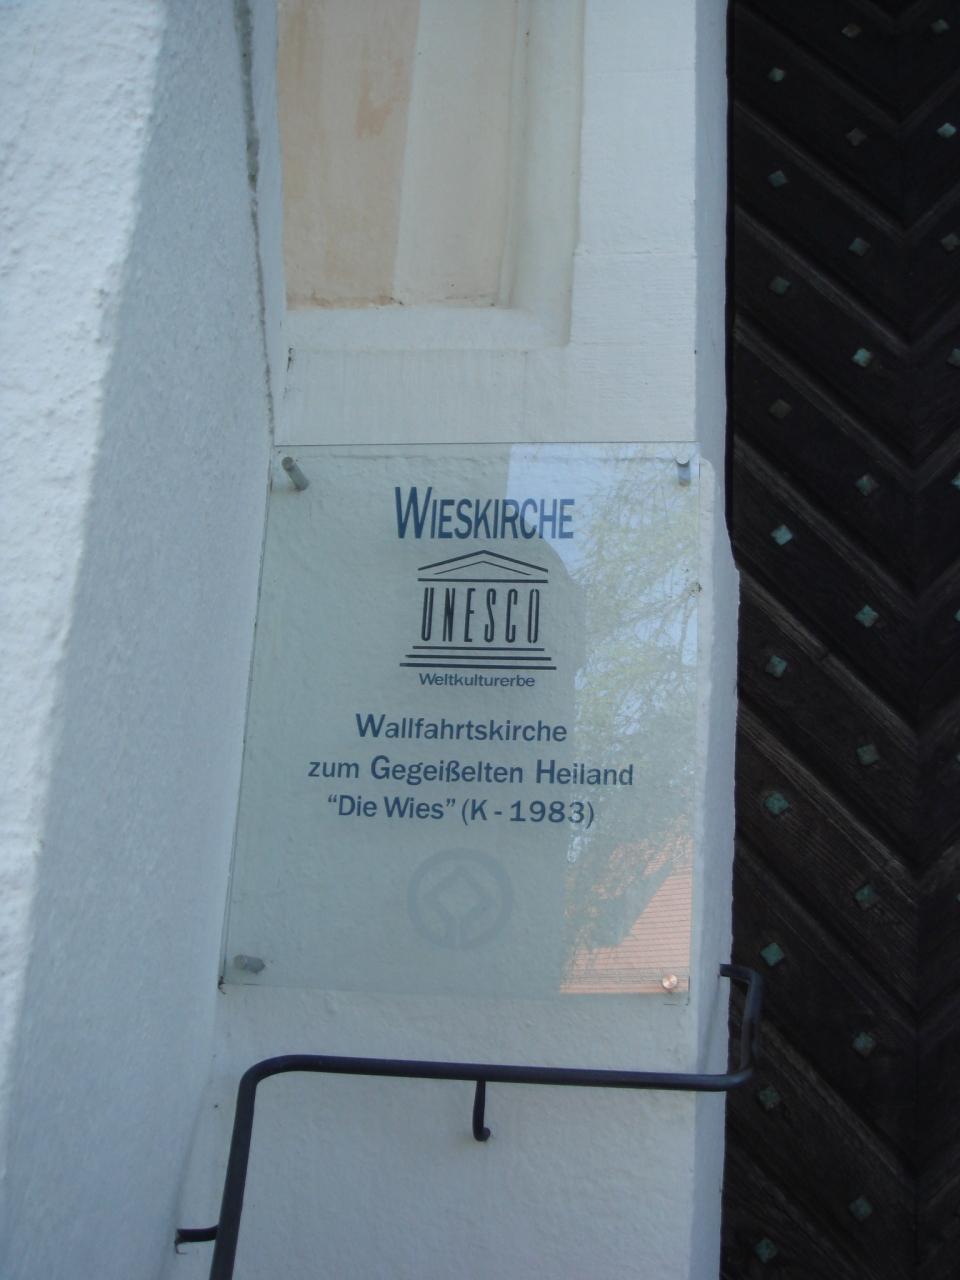 WIESKIRCHE
UNESCO
Weltkulturerbe
Wallfahrtskirche
zum Gegeißelten Heiland
“Die Wies” (K - 1983)